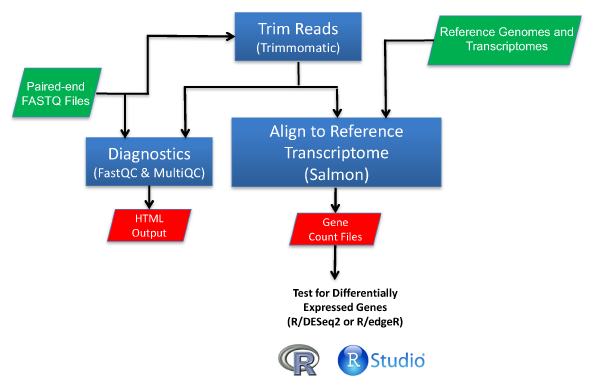 Trim Reads
(Trimmomatic)
Reference Genomes and
Transcriptomes
Paired-end
FASTQ Files
Diagnostics
(FastQC & MultiQC)
Align to Reference
Transcriptome
(Salmon)
HTML
Output
Gene
Count Files
Test for Differentially
Expressed Genes
(R/DESeq2 or R/edgeR)
R
R Studio®